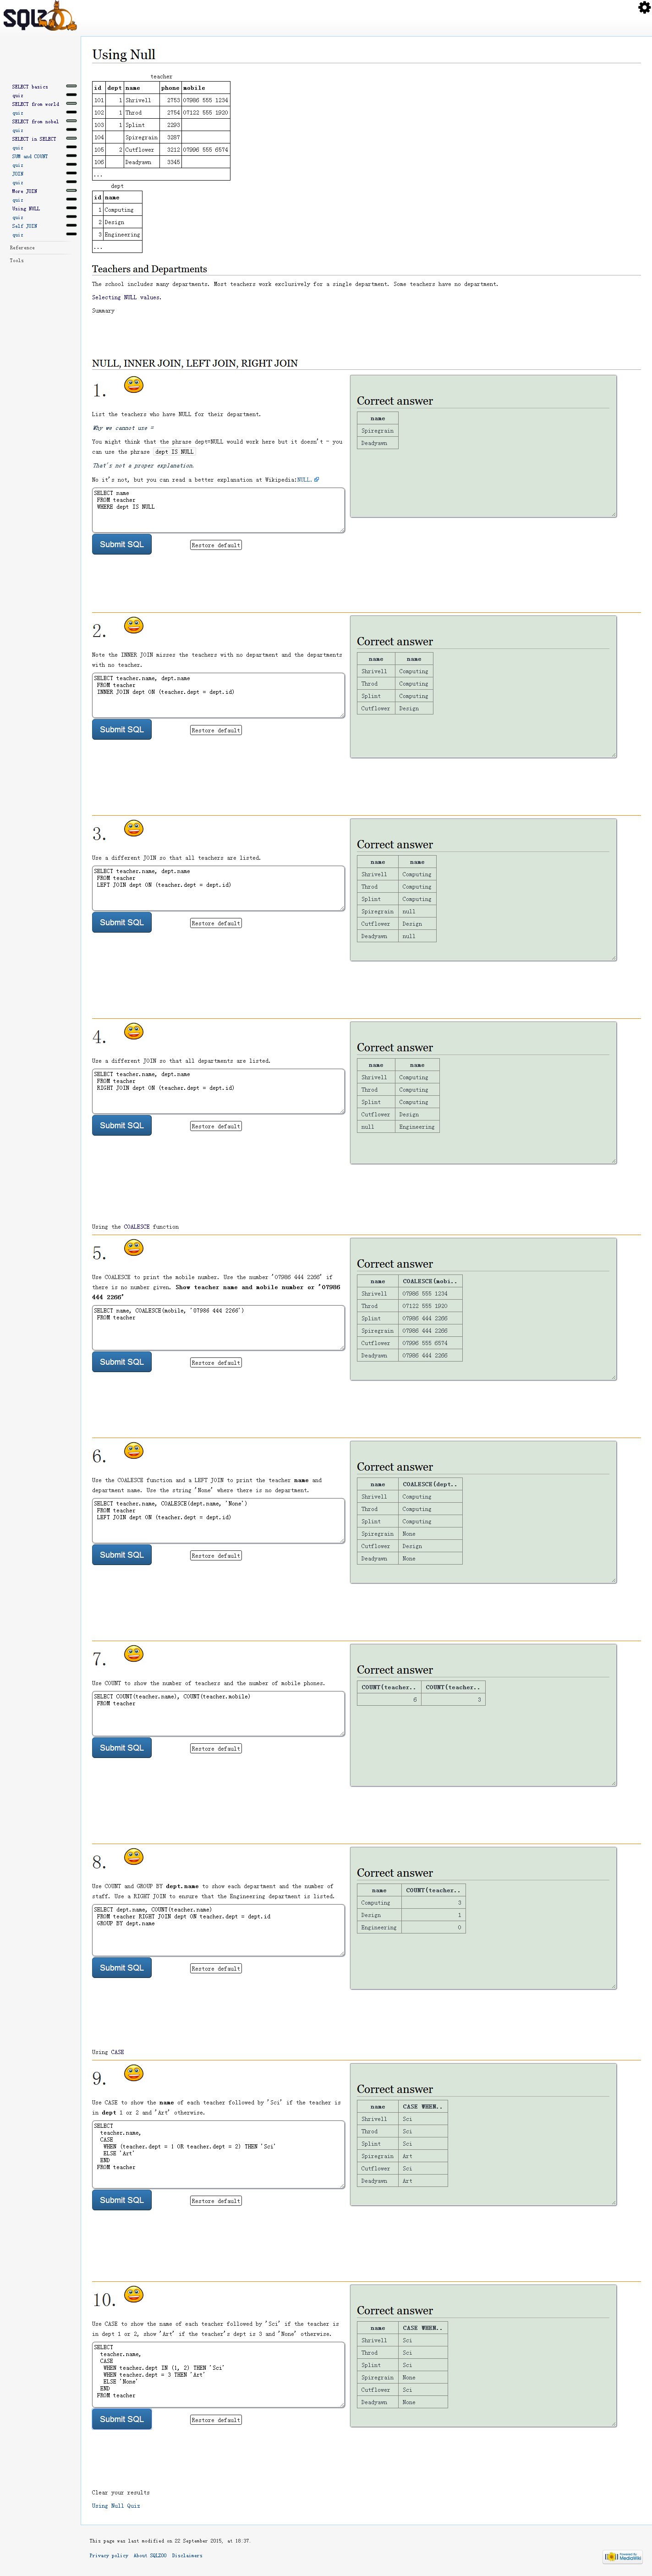 SQLZ
SELECT basics
quiz
SELECT from world
quiz
SELECT from nobel
quiz
SELECT in SELECT
quiz
SUM and COUNT
quiz
JOIN
quiz
More JOIN
quiz
Using NULL
quiz
Self JOIN
quiz
Reference
Tools
Using Null
teacher
id dept name phone mobile
101 1 Shrivell 2753 07986 555 1234
102 1 Throd 2754 07122 555 1920
103 1 Splint 2293
104 Spiregrain 3287
105 2 Cutflower 3212 07996 555 6574
106 Deadyawn 3345
...
dept
id name
1 Computing
2 Design
3 Engineering
...
Teachers and Departments
The school includes many departments. Most teachers work exclusively for a single department. Some teachers have no department.
Selecting NULL values.
Summary
NULL, INNER JOIN, LEFT JOIN, RIGHT JOIN
1.
List the teachers who have NULL for their department.
Why we cannot use =
You might think that the phrase dept=NULL would work here but it doesn't - you
can use the phrase dept IS NULL
That's not a proper explanation.
No it's not, but you can read a better explanation at Wikipedia:NULL.
SELECT name
FROM teacher
WHERE dept IS NULL
Submit SQL
Restore default
Correct answer
name
Spiregrain
Deadyawn
2.
Note the INNER JOIN misses the teachers with no department and the departments
with no teacher.
SELECT teacher.name, dept.name
FROM teacher
INNER JOIN dept ON (teacher.dept = dept.id)
Submit SQL
Restore default
Correct answer
name name
Shrivell Computing
Throd Computing
Splint Computing
Cutflower Design
3.
Use a different JOIN so that all teachers are listed.
SELECT teacher.name, dept.name
FROM teacher
LEFT JOIN dept ON (teacher.dept = dept.id)
Submit SQL
Restore default
Correct answer
name name
Shrivell Computing
Throd Computing
Splint Computing
Spiregrain null
Cutflower Design
Deadyawn null
4.
Use a different JOIN so that all departments are listed.
SELECT teacher.name, dept.name
FROM teacher
RIGHT JOIN dept ON (teacher.dept = dept.id)
Submit SQL
Restore default
Correct answer
name name
Shrivell Computing
Throd Computing
Splint Computing
Cutflower Design
null Engineering
Using the COALESCE function
5.
Use COALESCE to print the mobile number. Use the number '07986 444 2266' if
there is no number given. Show teacher name and mobile number or '07986
444 2266'
SELECT name, COALESCE(mobile, '07986 444 2266')
FROM teacher
Submit SQL
Restore default
Correct answer
name COALESCE(mobi..
Shrivell 07986 555 1234
Throd 07122 555 1920
Splint 07986 444 2266
Spiregrain 07986 444 2266
Cutflower 07996 555 6574
Deadyawn 07986 444 2266
6.
Use the COALESCE function and a LEFT JOIN to print the teacher name and
department name. Use the string 'None' where there is no department.
SELECT teacher.name, COALESCE(dept.name, 'None')
FROM teacher
LEFT JOIN dept ON (teacher.dept = dept.id)
Submit SQL
Restore default
Correct answer
name COALESCE(dept..
Shrivell Computing
Throd Computing
Splint Computing
Spiregrain None
Cutflower Design
Deadyawn None
7.
Use COUNT to show the number of teachers and the number of mobile phones.
SELECT COUNT(teacher.name), COUNT(teacher.mobile)
FROM teacher
Submit SQL
Restore default
Correct answer
COUNT(teacher.. COUNT(teacher..
6 3
8.
Use COUNT and GROUP BY dept.name to show each department and the number of
staff. Use a RIGHT JOIN to ensure that the Engineering department is listed.
SELECT dept.name, COUNT(teacher.name)
FROM teacher RIGHT JOIN dept ON teacher.dept = dept.id
GROUP BY dept.name
Submit SQL
Restore default
Correct answer
name COUNT(teacher..
Computing 3
Design 1
Engineering 0
Using CASE
9.
Use CASE to show the name of each teacher followed by 'Sci' if the teacher is
in dept 1 or 2 and 'Art' otherwise.
SELECT
teacher.name,
CASE
WHEN (teacher.dept = 1 OR teacher.dept = 2) THEN 'Sci'
ELSE 'Art'
END
FROM teacher
Submit SQL
Restore default
Correct answer
name CASE WHEN..
Shrivell Sci
Throd Sci
Splint Sci
Spiregrain Art
Cutflower Sci
Deadyawn Art
10.
Use CASE to show the name of each teacher followed by 'Sci' if the teacher is
in dept 1 or 2, show 'Art' if the teacher's dept is 3 and 'None' otherwise.
SELECT
teacher.name,
CASE
WHEN teacher.dept IN (1, 2) THEN 'Sci'
WHEN teacher.dept = 3 THEN 'Art'
ELSE 'None'
END
FROM teacher
Submit SQL
Restore default
Correct answer
name CASE WHEN..
Shrivell Sci
Throd Sci
Splint Sci
Spiregrain None
Cutflower Sci
Deadyawn None
Clear your results
Using Null Quiz
This page was last modified on 22 September 2015, at 18:37.
Privacy policy About SQLZOO Disclaimers
Powered by
MediaWiki